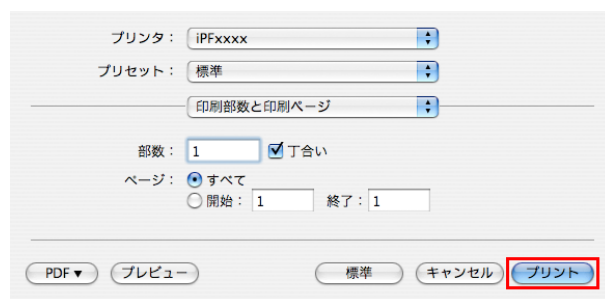 プリンタ： iPFxxxx
プリセット： 標準
印刷部数と印刷ページ
部数： 1 丁合い
ページ： すべて
開始： 1 終了： 1
PDF▼ プレビュー 標準 キャンセル プリント